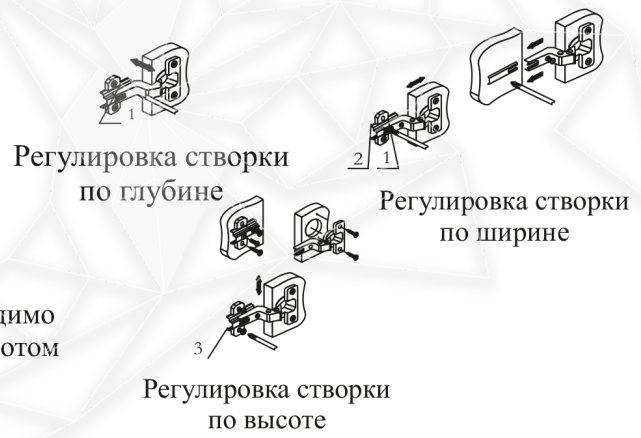 1
Регулировка створки
по глубине
2 1
Регулировка створки
по ширине
димо
отом
3
Регулировка створки
по высоте